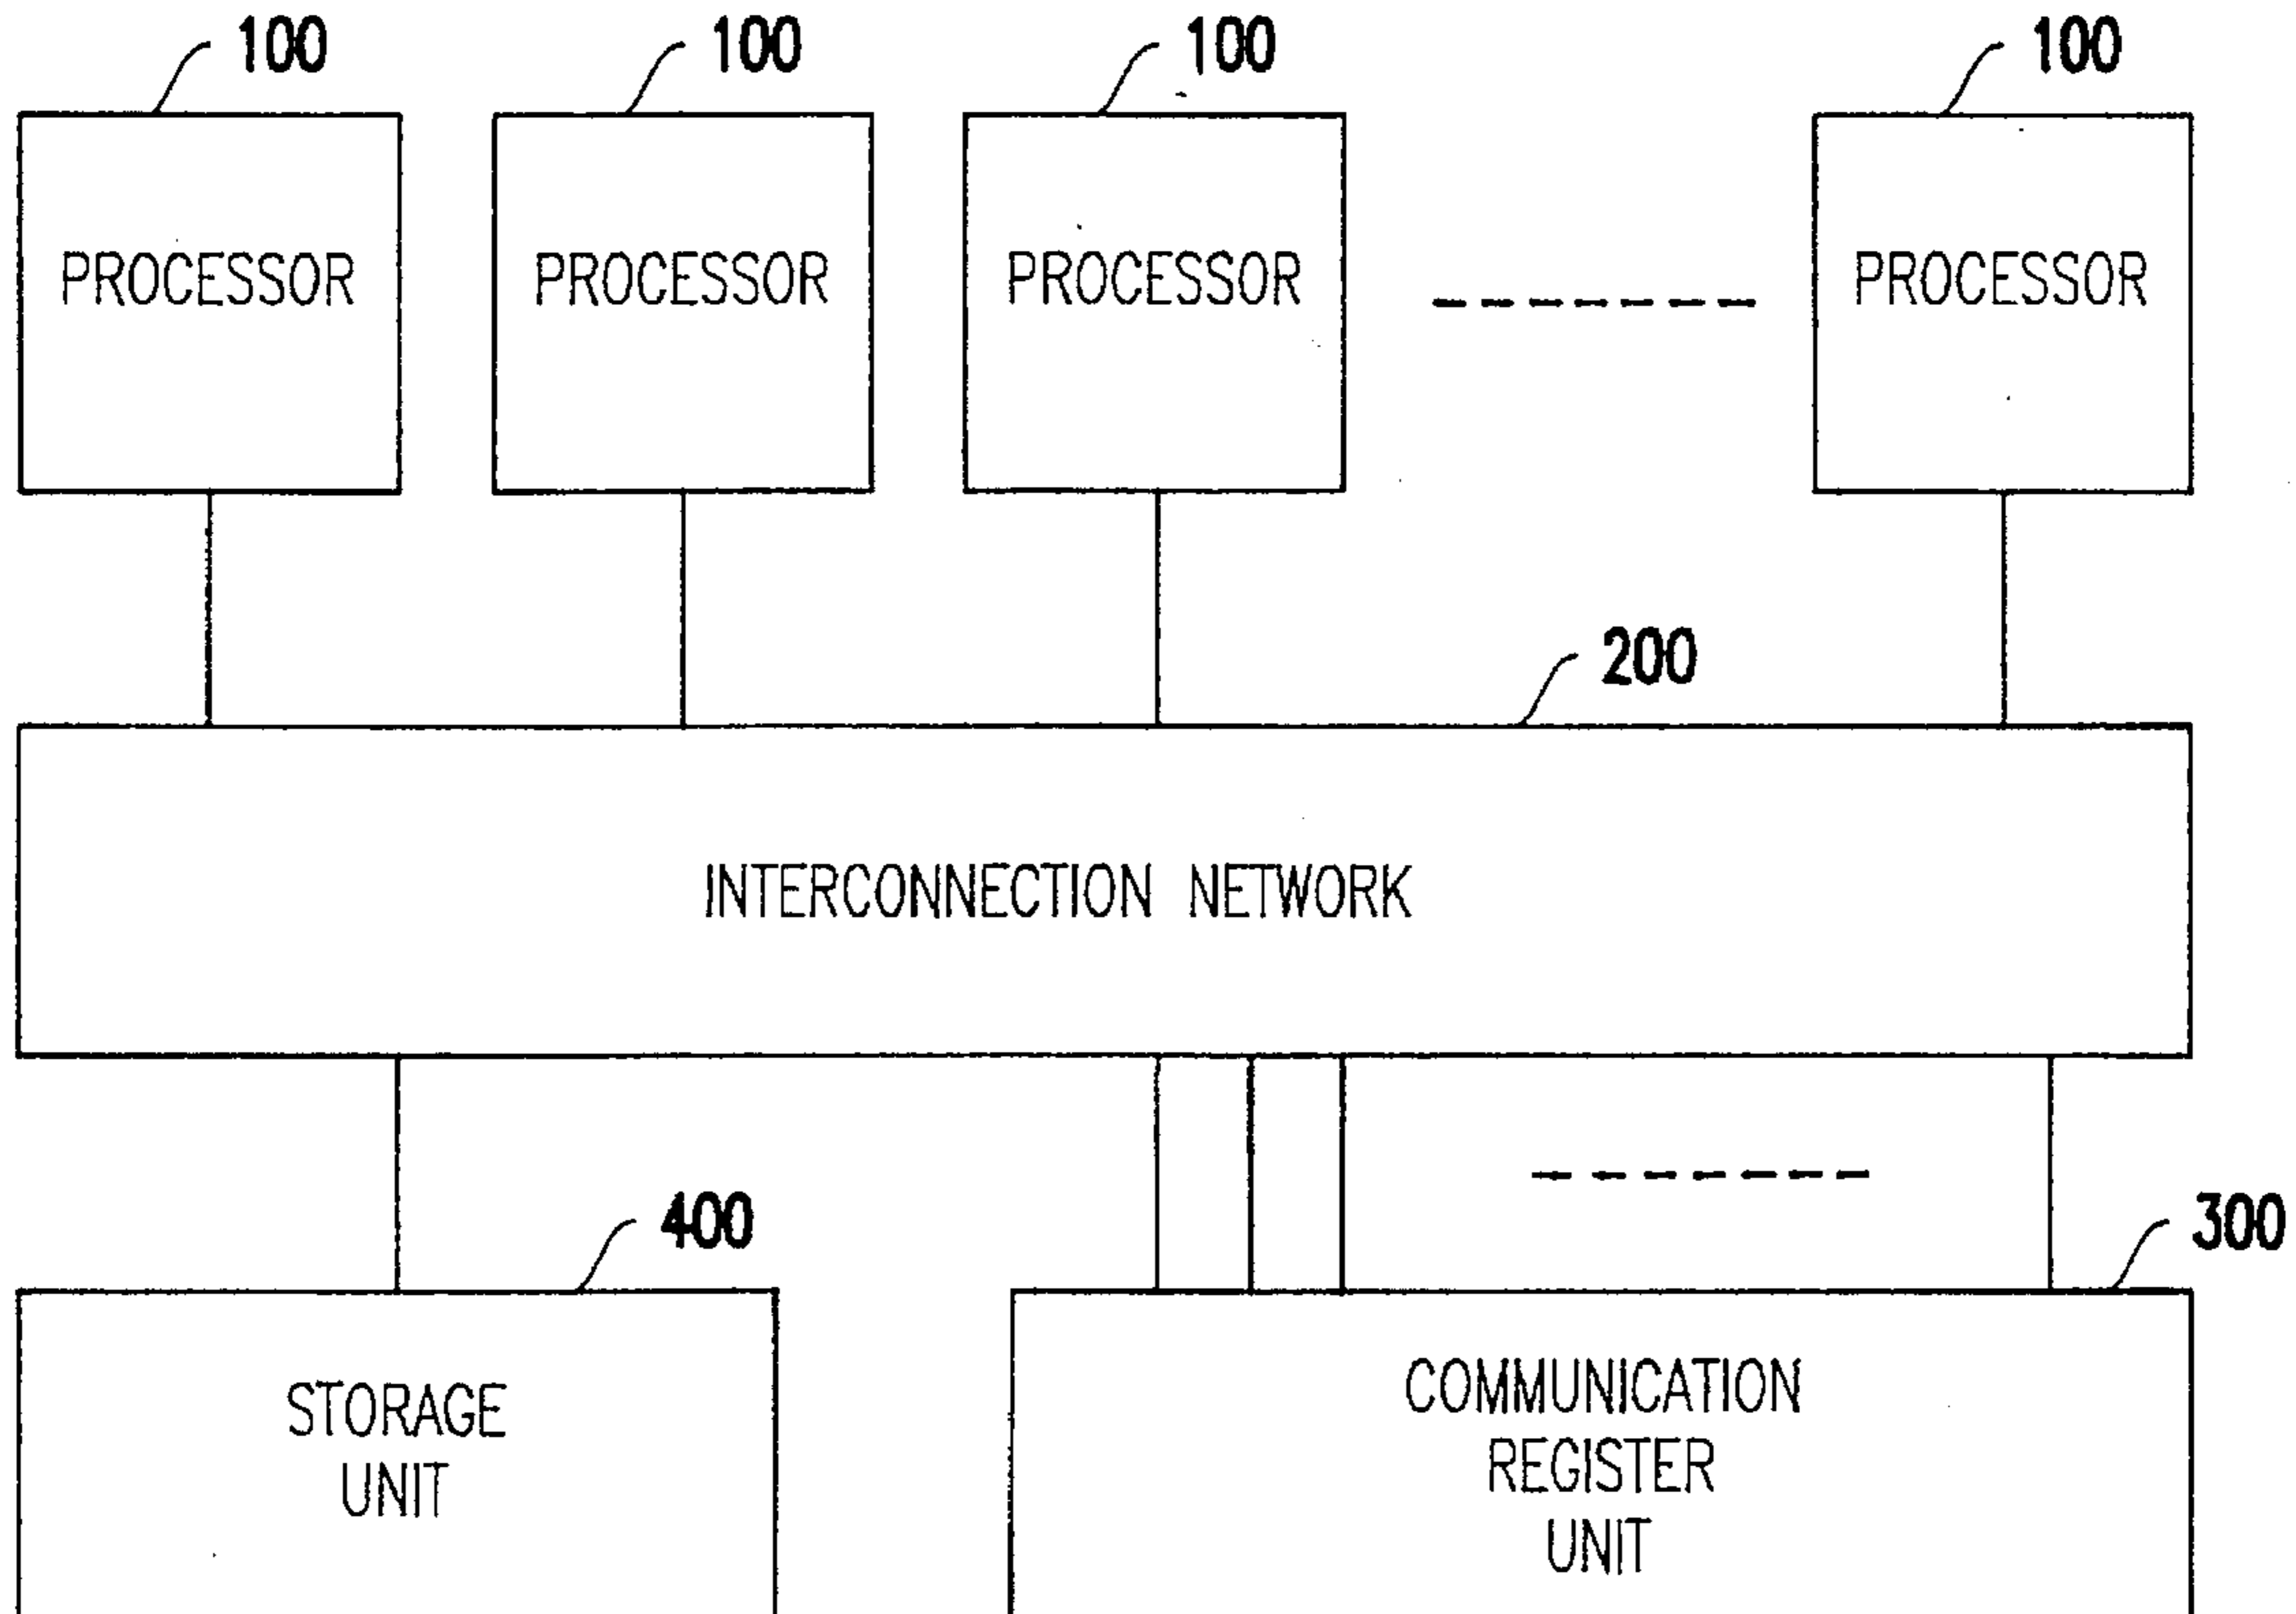 100 100 100 100
PROCESSOR PROCESSOR PROCESSOR PROCESSOR
200
INTERCONNECTION NETWORK
400 300
STORAGE
UNIT
COMMUNICATION
REGISTER
UNIT